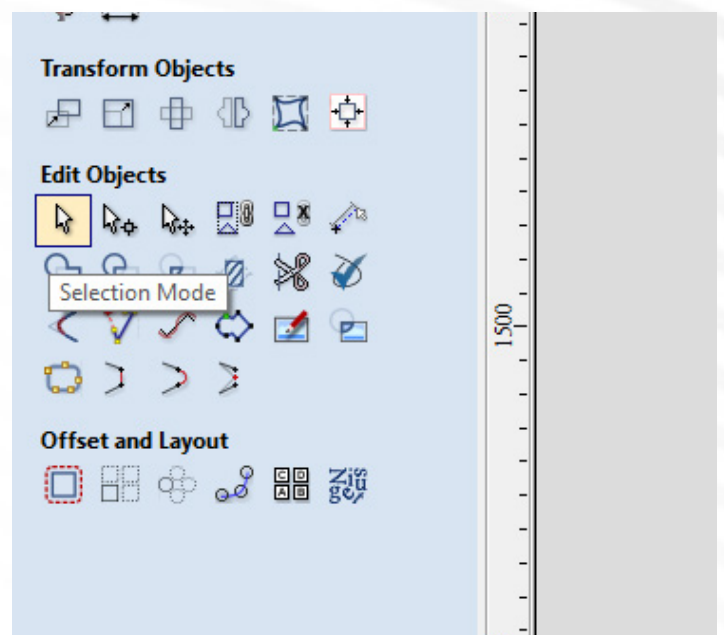 Transform Objects
Edit Objects
Selection Mode
1500
Offset and Layout
C D
A B